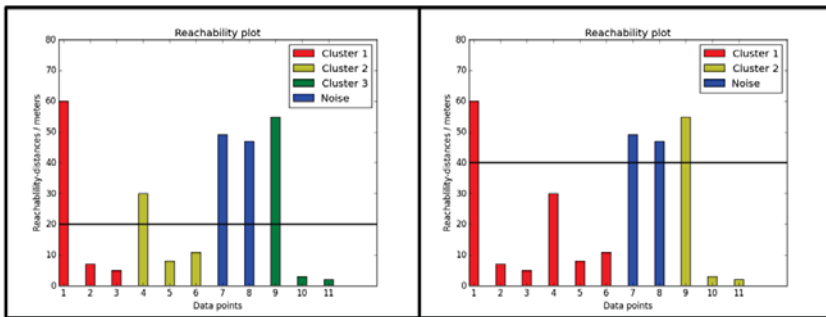 Reachability plot
80
70
60
50
40
30
20
10
0
Reachablility-distances / meters
Cluster 1
Cluster 2
Cluster 3
Noise
1 2 3 4 5 6 7 8 9 10 11
Data points
Reachability plot
80
70
60
50
40
30
20
10
0
Reachablility-distances / meters
Cluster 1
Cluster 2
Noise
1 2 3 4 5 6 7 8 9 10 11
Data points